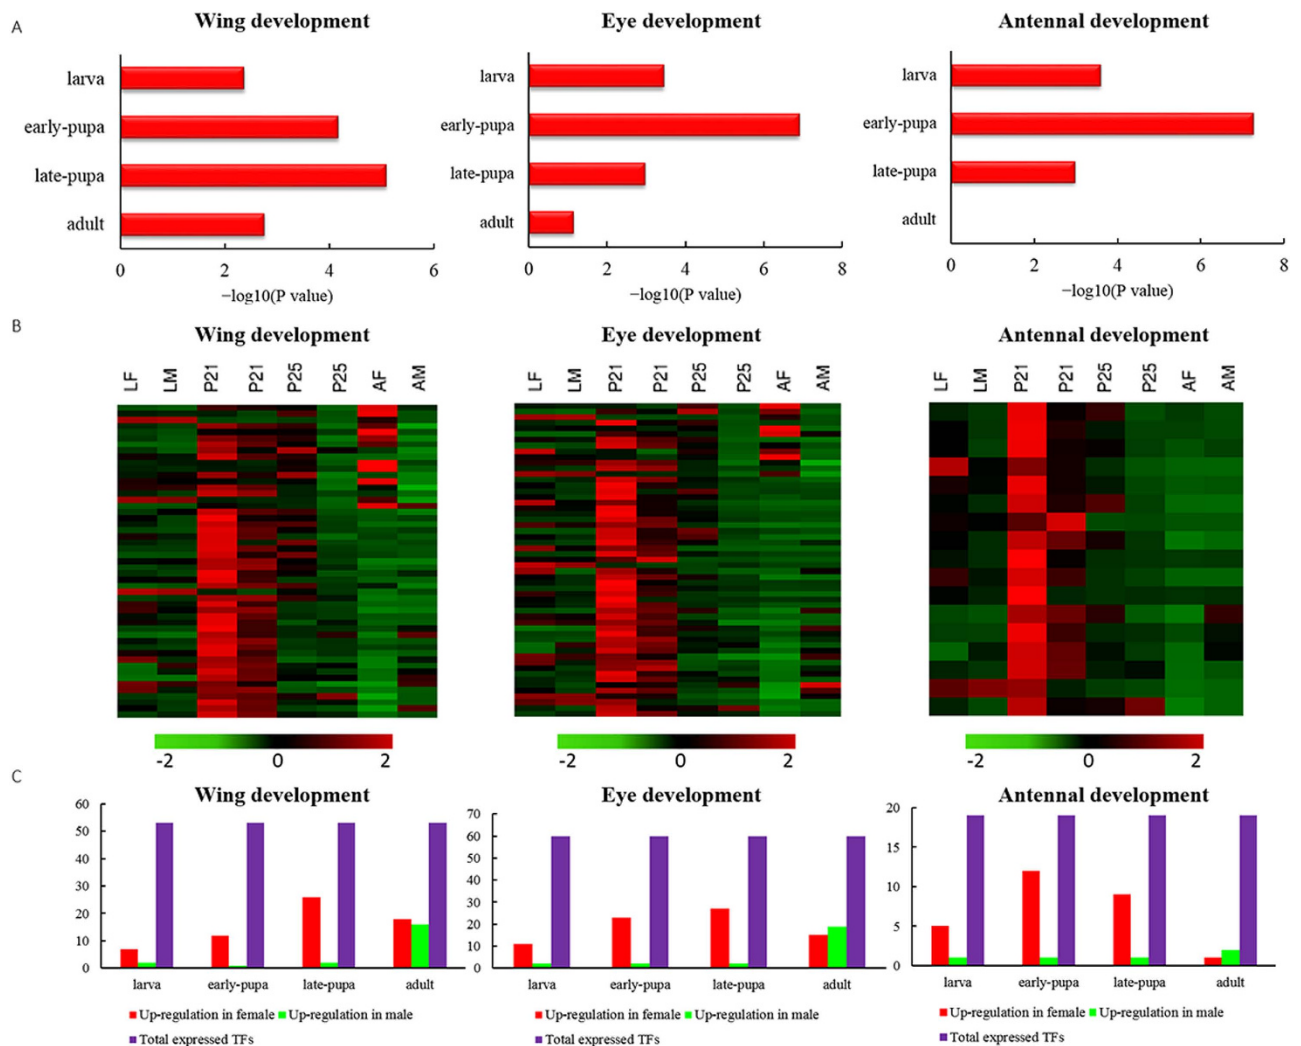 A
Wing development
Eye development
Antennal development
larva
early-pupa
late-pupa
adult
0 2 4 6
−log10(P value)
larva
early-pupa
late-pupa
adult
0 2 4 6 8
−log10(P value)
larva
early-pupa
late-pupa
adult
0 2 4 6 8
−log10(P value)
B
Wing development
Eye development
Antennal development
LF LM P21 P21 P25 P25 AF AM
LF LM P21 P21 P25 P25 AF AM
LF LM P21 P21 P25 P25 AF AM
-2 0 2
-2 0 2
-2 0 2
C
Wing development
Eye development
Antennal development
60
50
40
30
20
10
0
larva early-pupa late-pupa adult
Up-regulation in female Up-regulation in male
Total expressed TFs
70
60
50
40
30
20
10
0
larva early-pupa late-pupa adult
Up-regulation in female Up-regulation in male
Total expressed TFs
20
15
10
5
0
larva early-pupa late-pupa adult
Up-regulation in female Up-regulation in male
Total expressed TFs